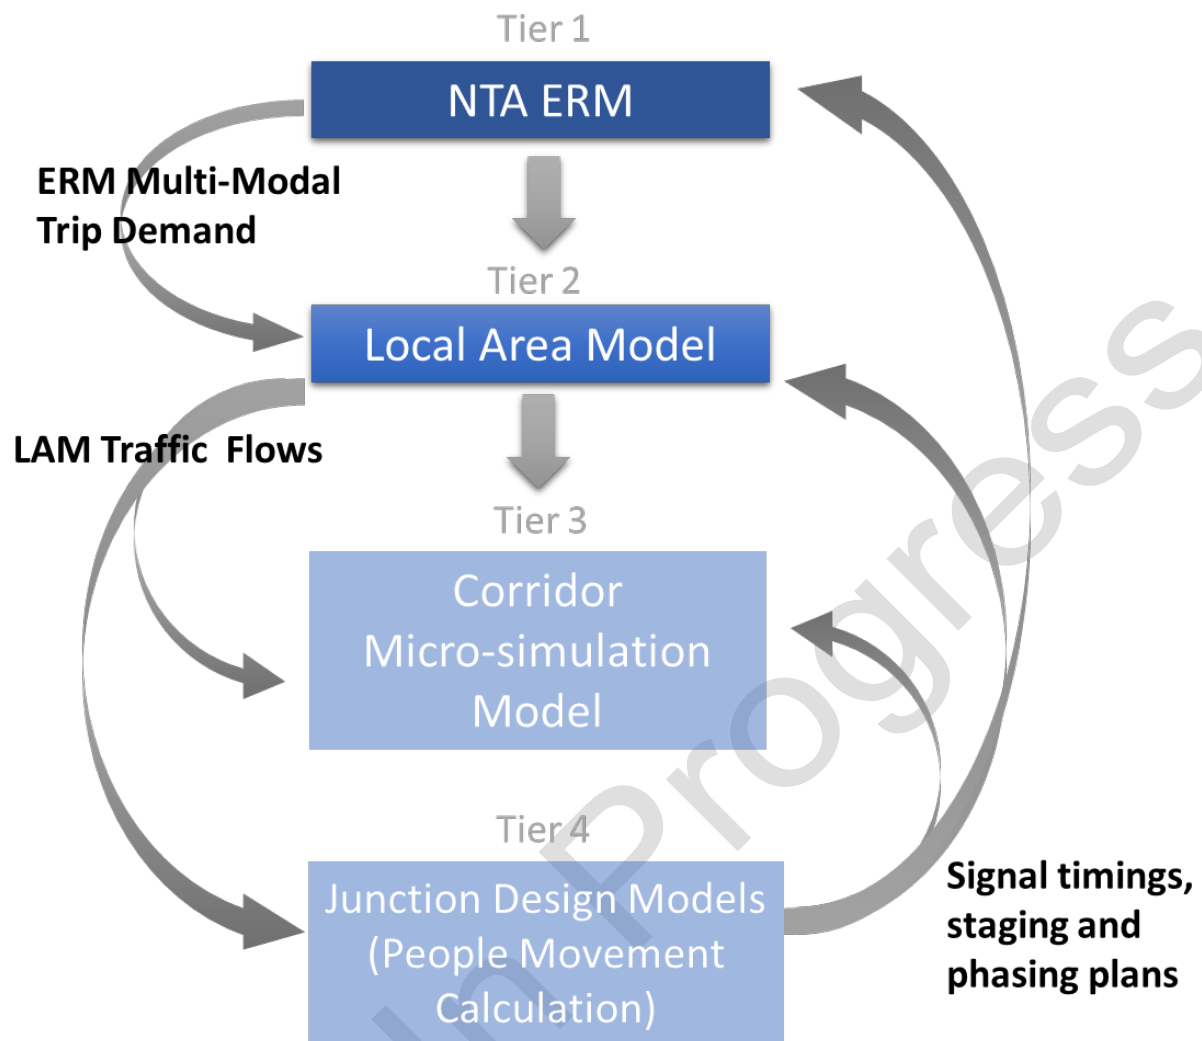 Tier 1
NTA ERM
ERM Multi-Modal
Trip Demand
Tier 2
Local Area Model
LAM Traffic Flows
Tier 3
Corridor
Micro-simulation
Model
Tier 4
Junction Design Models
(People Movement
Calculation)
Signal timings,
staging and
phasing plans
In Progress